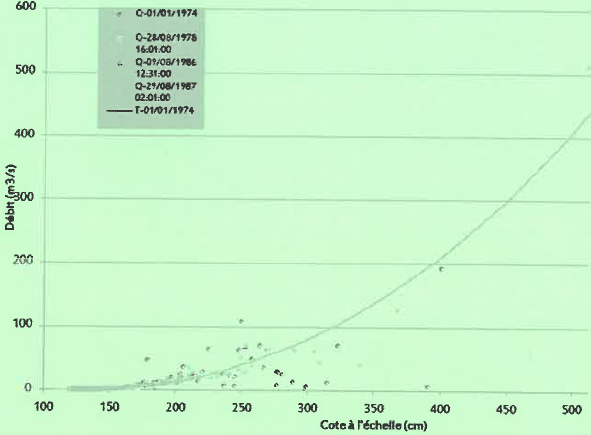 600
500
400
300
200
100
0
Débit (m3/s)
Q-01/01/1974
Q-28/08/1978
16:01:00
Q-09/08/1986
12:31:00
Q-29/08/1987
02:01:00
T-01/01/1974
100
150
200
250
300
350
400
450
500
Cote à l'échelle (cm)